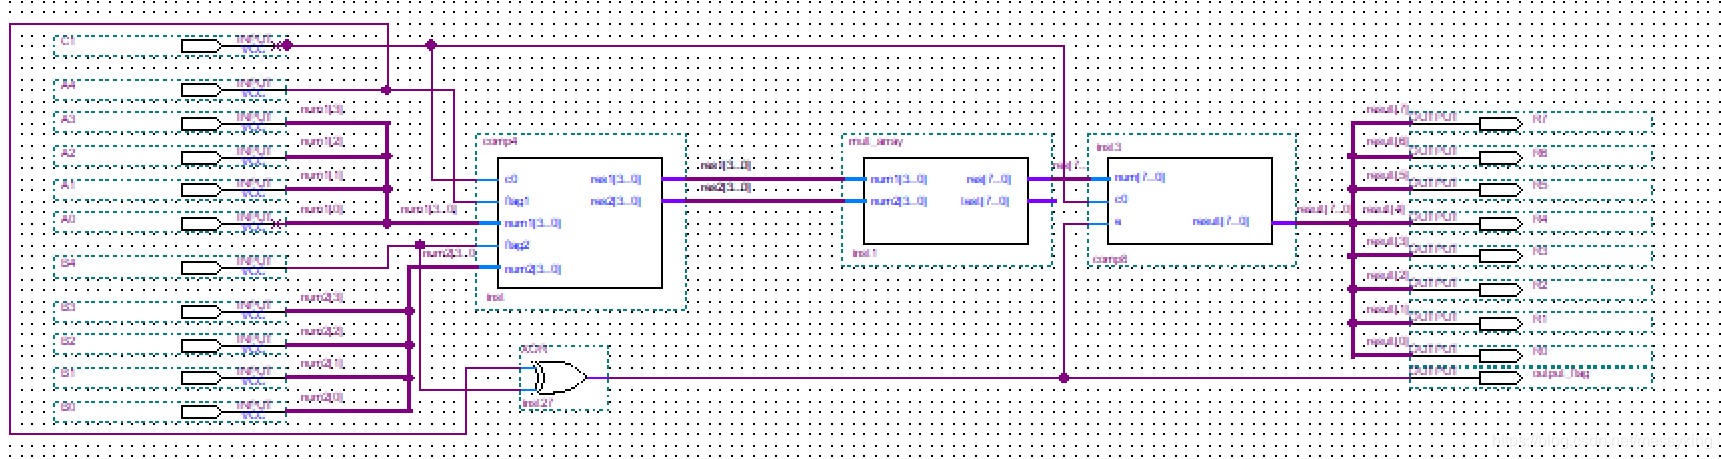 C1 INPUT VCC
A4 INPUT VCC
A3 INPUT VCC num1[3]
A2 INPUT VCC num1[2]
A1 INPUT VCC num1[1]
A0 INPUT VCC num1[0] num1[3..0]
B4 INPUT VCC num2[3..0]
B3 INPUT VCC num2[3]
B2 INPUT VCC num2[2]
B1 INPUT VCC num2[1]
B0 INPUT VCC num2[0]
comp4
c0
flag1
num1[3..0]
flag2
num2[3..0]
res1[3..0]
res2[3..0]
inst
res1[3..0]
res2[3..0]
XOR
inst27
mult_array
num1[3..0]
num2[3..0]
res[7..0]
inst1
res[7..
inst3
num[7..0]
c0
result[7..0]
comp8
result[7..0]
result[7] OUTPUT R7
result[6] OUTPUT R6
result[5] OUTPUT R5
result[4] OUTPUT R4
result[3] OUTPUT R3
result[2] OUTPUT R2
result[1] OUTPUT R1
result[0] OUTPUT R0
OUTPUT output_flag